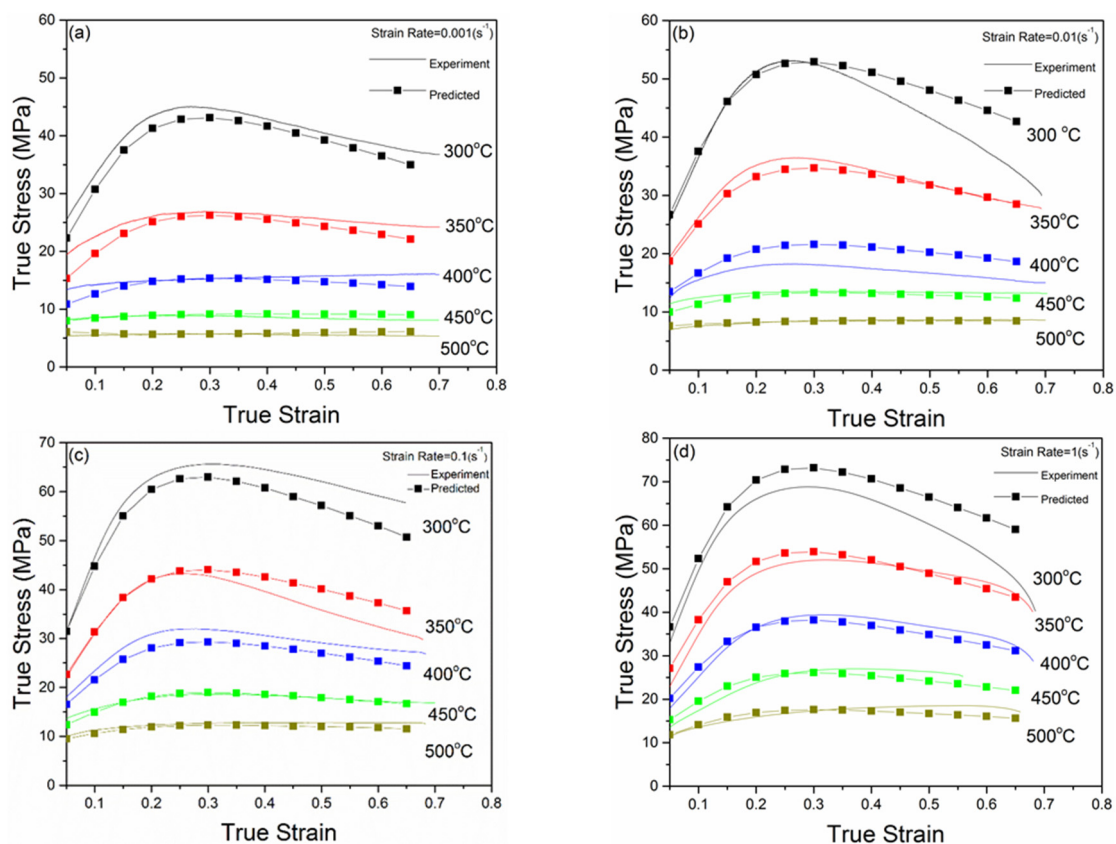 (a)
Strain Rate=0.001(s⁻¹)
Experiment
Predicted
300°C
350°C
400°C
450°C
500°C
60
50
40
30
20
10
0
0.1 0.2 0.3 0.4 0.5 0.6 0.7 0.8
True Stress (MPa)
True Strain
(b)
Strain Rate=0.01(s⁻¹)
Experiment
Predicted
300 °C
350°C
400°C
450°C
500°C
60
50
40
30
20
10
0
0.1 0.2 0.3 0.4 0.5 0.6 0.7 0.8
True Stress (MPa)
True Strain
(c)
Strain Rate=0.1(s⁻¹)
Experiment
Predicted
300°C
350°C
400°C
450°C
500°C
70
60
50
40
30
20
10
0
0.1 0.2 0.3 0.4 0.5 0.6 0.7 0.8
True Stress (MPa)
True Strain
(d)
Strain Rate=1(s⁻¹)
Experiment
Predicted
300°C
350°C
400°C
450°C
500°C
80
70
60
50
40
30
20
10
0
0.1 0.2 0.3 0.4 0.5 0.6 0.7 0.8
True Stress (MPa)
True Strain